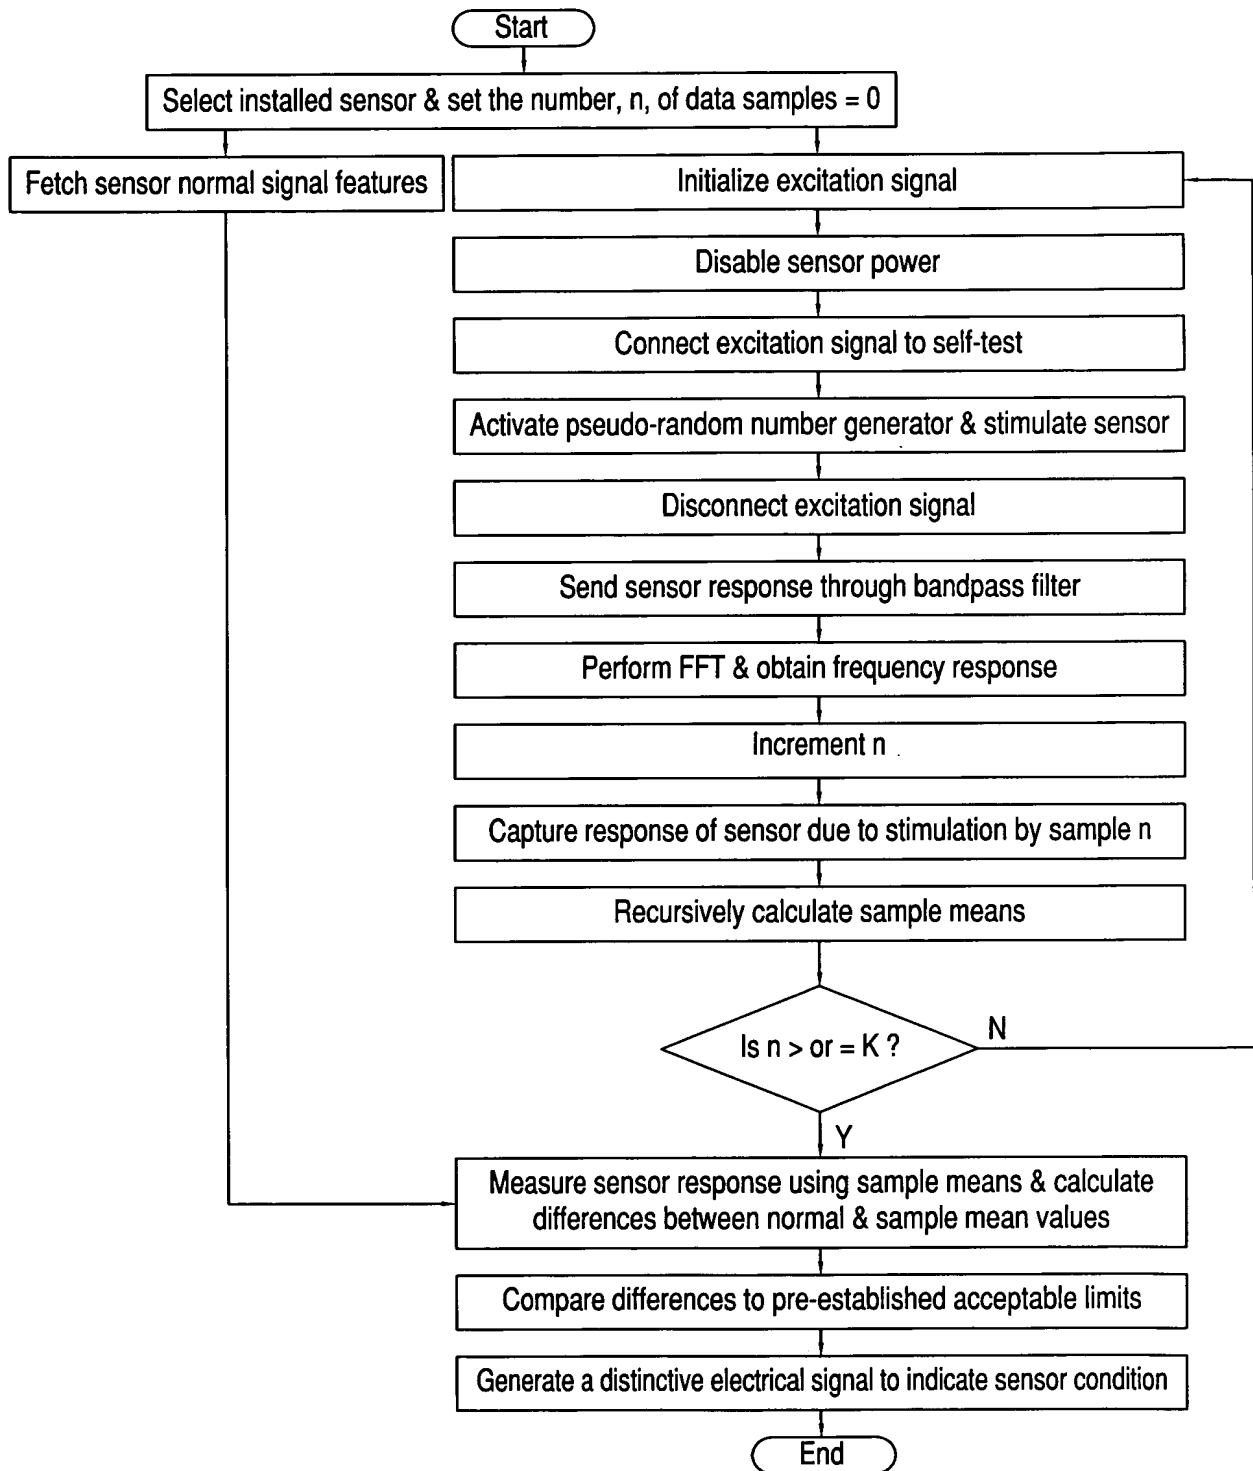 Start
Select installed sensor & set the number, n, of data samples = 0
Fetch sensor normal signal features
Initialize excitation signal
Disable sensor power
Connect excitation signal to self-test
Activate pseudo-random number generator & stimulate sensor
Disconnect excitation signal
Send sensor response through bandpass filter
Perform FFT & obtain frequency response
Increment n
Capture response of sensor due to stimulation by sample n
Recursively calculate sample means
Is n > or = K ?
N
Y
Measure sensor response using sample means & calculate
differences between normal & sample mean values
Compare differences to pre-established acceptable limits
Generate a distinctive electrical signal to indicate sensor condition
End